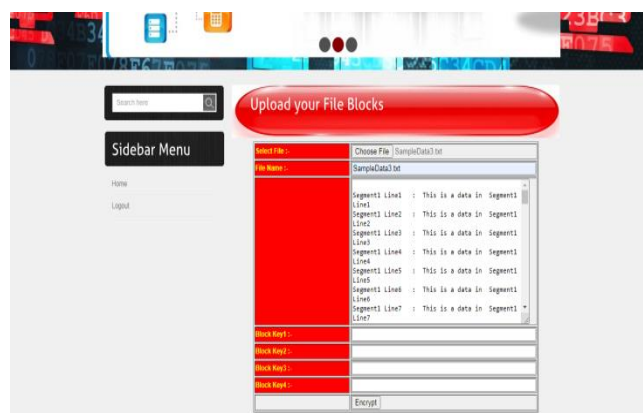 Search here
Upload your File Blocks
Sidebar Menu
Home
Logout
Select File :-
Choose File SampleData3.txt
File Name :-
SampleData3.txt
Segment1 Line1 : This is a data in Segment1
Line1
Segment1 Line2 : This is a data in Segment1
Line2
Segment1 Line3 : This is a data in Segment1
Line3
Segment1 Line4 : This is a data in Segment1
Line4
Segment1 Line5 : This is a data in Segment1
Line5
Segment1 Line6 : This is a data in Segment1
Line6
Segment1 Line7 : This is a data in Segment1
Line7
Block Key1 :-
Block Key2 :-
Block Key3 :-
Block Key4 :-
Encrypt